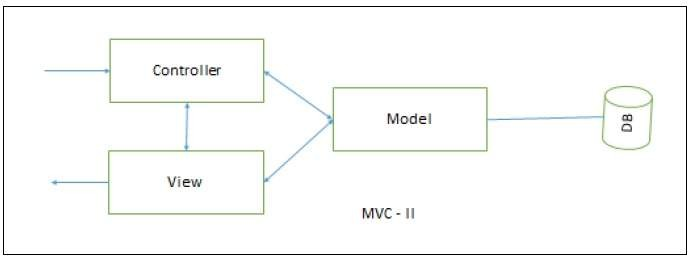 Controller
Model
DB
View
MVC - II